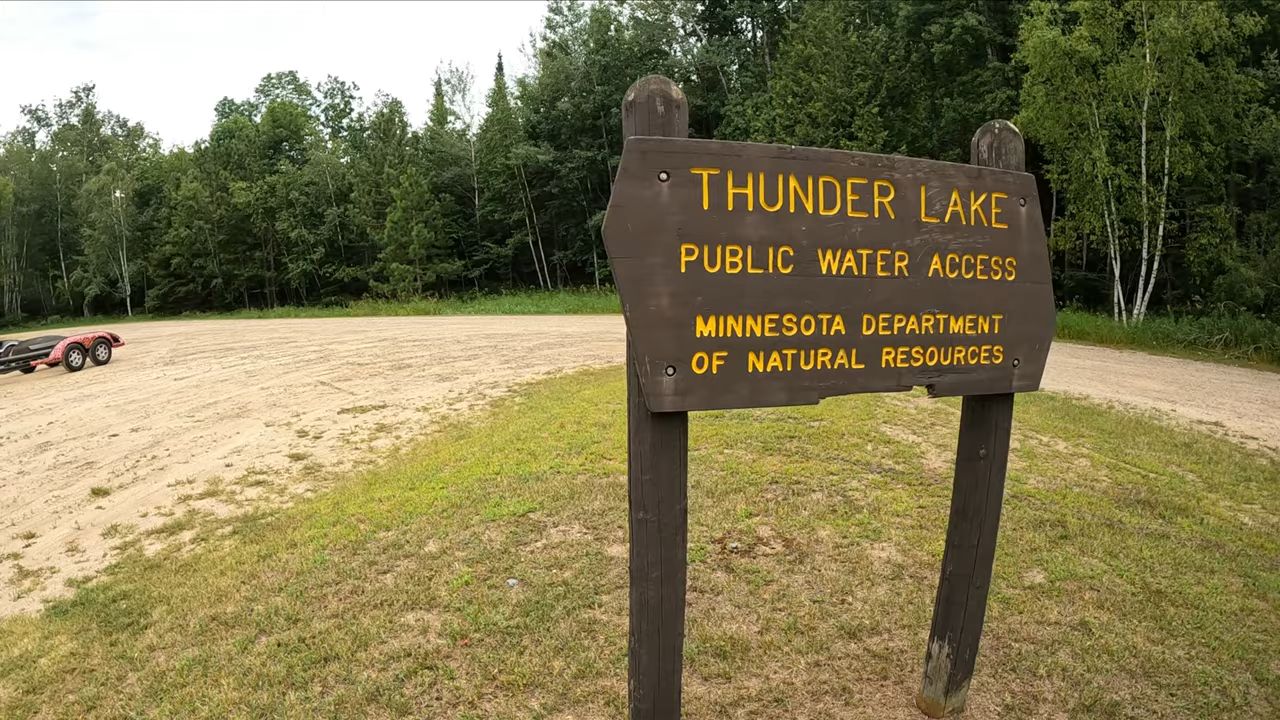 THUNDER LAKE
PUBLIC WATER ACCESS
MINNESOTA DEPARTMENT
OF NATURAL RESOURCES